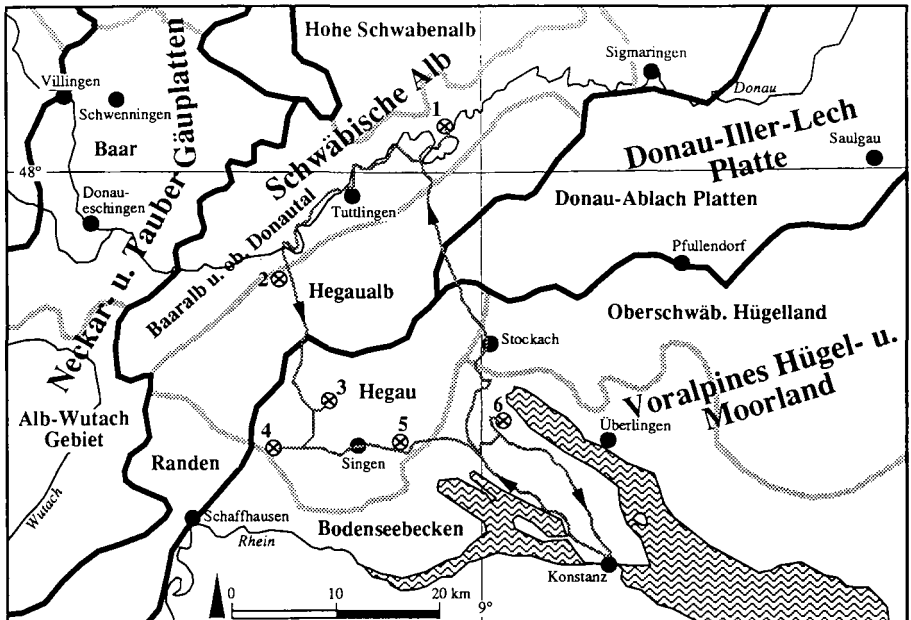 Hohe Schwabenalb
Sigmaringen
Villingen
Donau
Schwenningen
Schwäbische Alb
1
Baar
Neckar- u. Tauber Gäuplatten
Donau-Iller-Lech
Platte
Saulgau
48°
Donau-
eschingen
Tuttlingen
Donau-Ablach Platten
Baaralb u. ob. Donautal
Pfullendorf
2
Hegaualb
Oberschwäb. Hügelland
Stockach
Voralpines Hügel- u.
Moorland
3
Hegau
Alb-Wutach
Gebiet
4
5
6
Überlingen
Randen
Singen
Wutach
Schaffhausen
Bodenseebecken
Rhein
Konstanz
0
10
20 km
9°